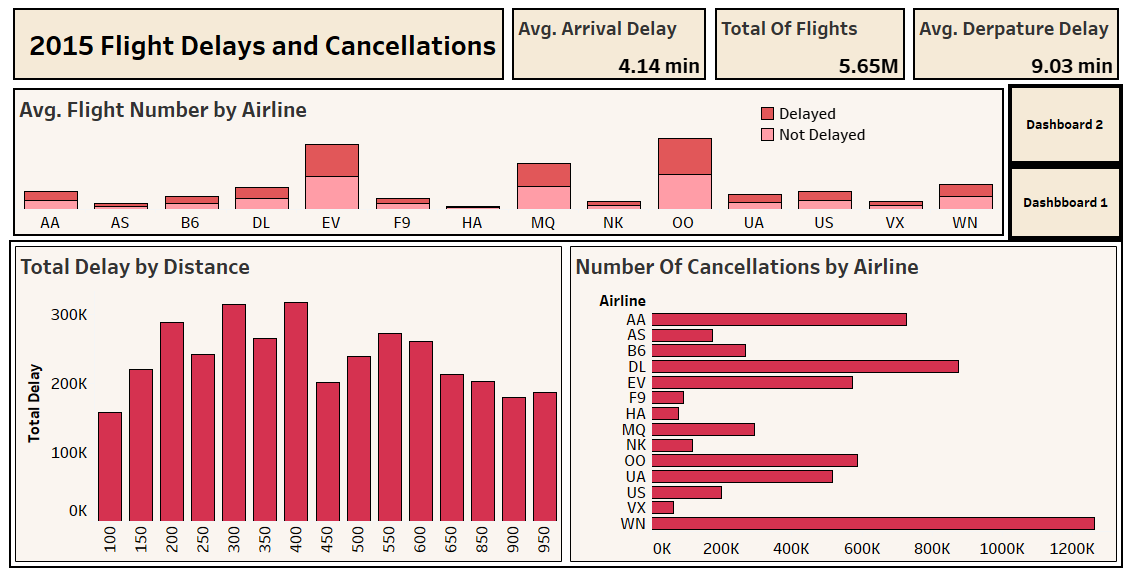 2015 Flight Delays and Cancellations
Avg. Arrival Delay
4.14 min
Total Of Flights
5.65M
Avg. Derpature Delay
9.03 min
Avg. Flight Number by Airline
Delayed
Not Delayed
AA AS B6 DL EV F9 HA MQ NK OO UA US VX WN
Dashboard 2
Dashbboard 1
Total Delay by Distance
Total Delay
300K
200K
100K
0K
100 150 200 250 300 350 400 450 500 550 600 650 850 900 950
Number Of Cancellations by Airline
Airline
AA
AS
B6
DL
EV
F9
HA
MQ
NK
OO
UA
US
VX
WN
0K 200K 400K 600K 800K 1000K 1200K